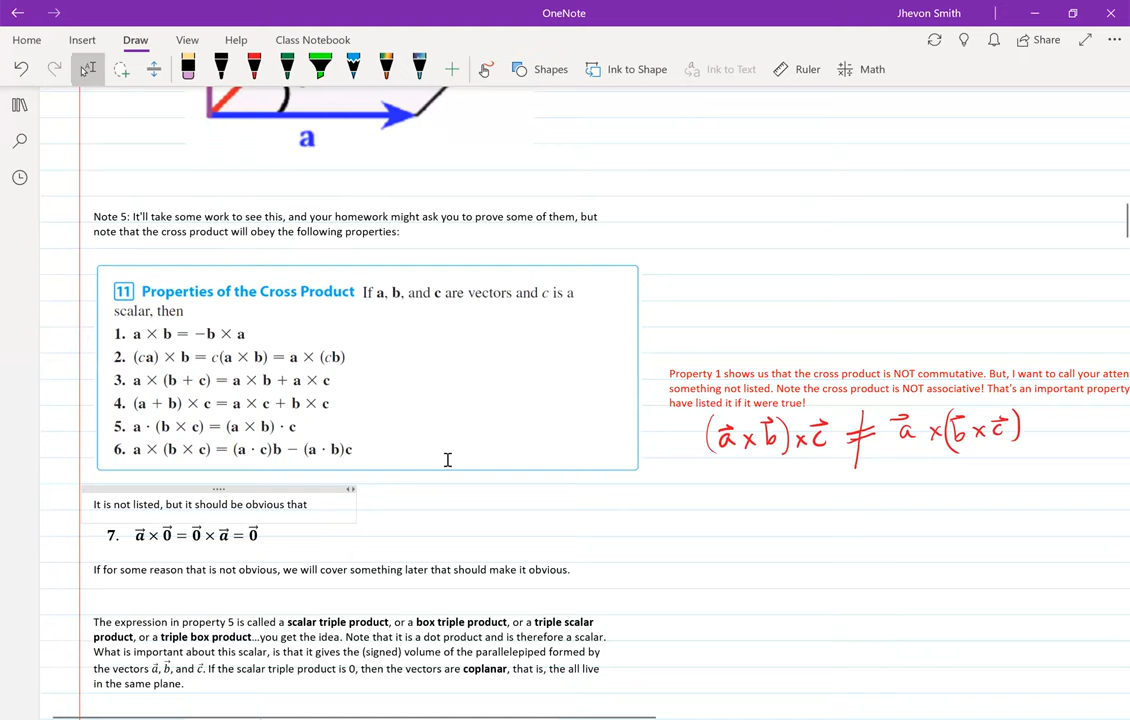 OneNote
Jhevon Smith
Home Insert Draw View Help Class Notebook
Share
Shapes Ink to Shape Ink to Text Ruler Math
a
Note 5: It'll take some work to see this, and your homework might ask you to prove some of them, but
note that the cross product will obey the following properties:
11 Properties of the Cross Product If a, b, and c are vectors and c is a
scalar, then
1. a × b = −b × a
2. (ca) × b = c(a × b) = a × (cb)
3. a × (b + c) = a × b + a × c
4. (a + b) × c = a × c + b × c
5. a · (b × c) = (a × b) · c
6. a × (b × c) = (a · c)b − (a · b)c
Property 1 shows us that the cross product is NOT commutative. But, I want to call your atten
something not listed. Note the cross product is NOT associative! That's an important property
have listed it if it were true!
(a⃗ × b⃗) × c⃗ ≠ a⃗ × (b⃗ × c⃗)
It is not listed, but it should be obvious that
7. a⃗ × 0⃗ = 0⃗ × a⃗ = 0⃗
If for some reason that is not obvious, we will cover something later that should make it obvious.
The expression in property 5 is called a scalar triple product, or a box triple product, or a triple scalar
product, or a triple box product...you get the idea. Note that it is a dot product and is therefore a scalar.
What is important about this scalar, is that it gives the (signed) volume of the parallelepiped formed by
the vectors a⃗, b⃗, and c⃗. If the scalar triple product is 0, then the vectors are coplanar, that is, the all live
in the same plane.